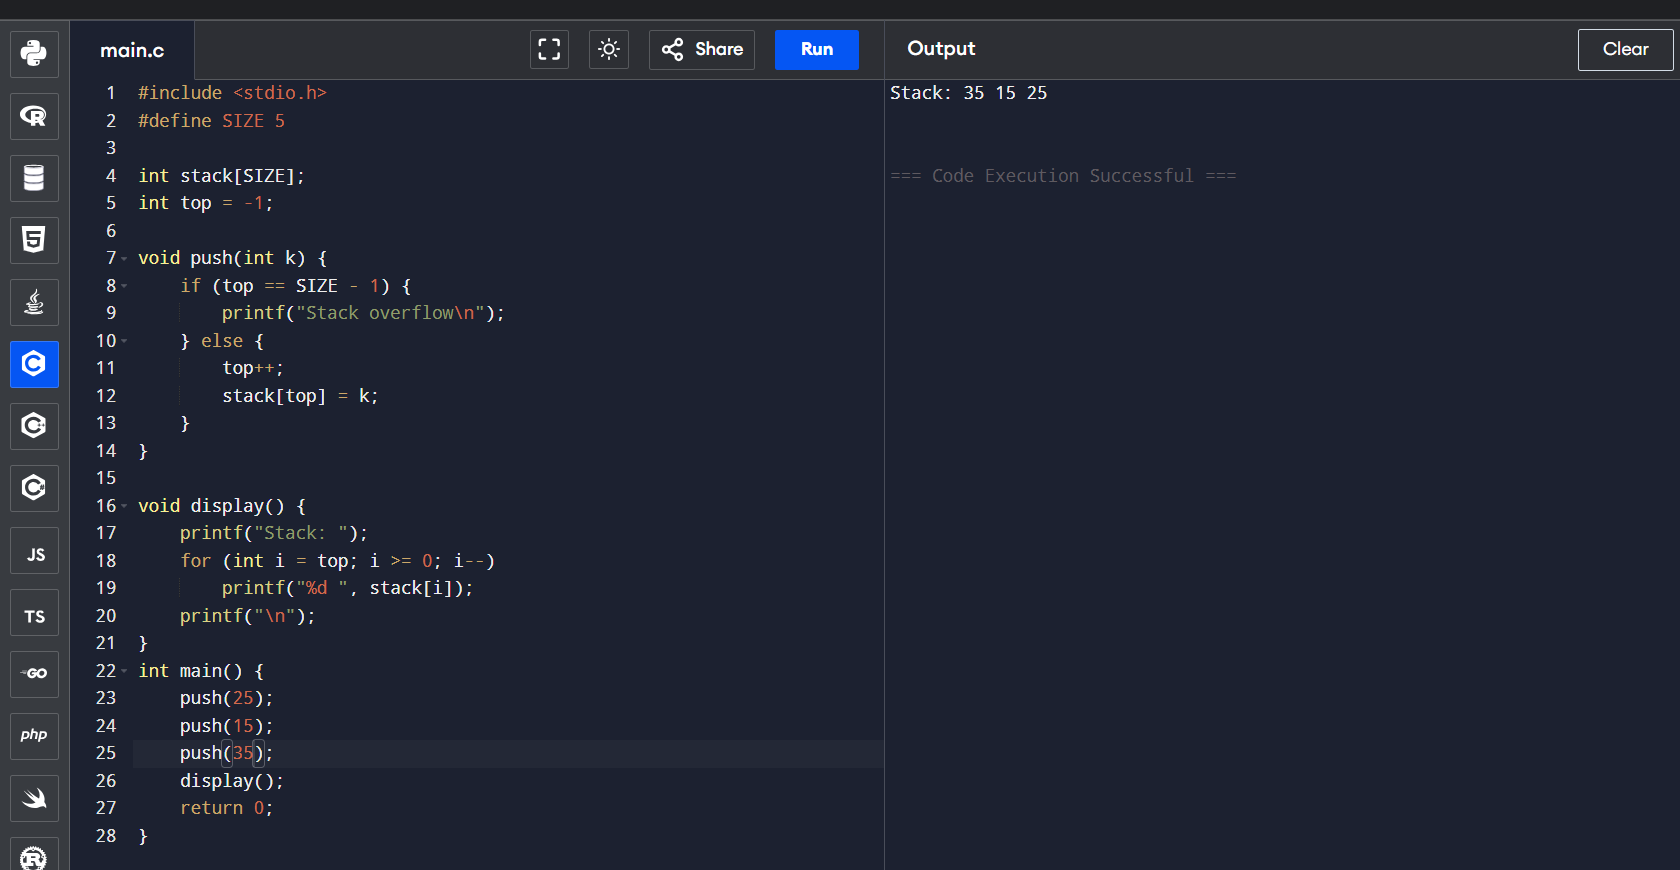 main.c
Share
Run
Output
Clear
1 #include <stdio.h>
2 #define SIZE 5
3
4 int stack[SIZE];
5 int top = -1;
6
7 void push(int k) {
8     if (top == SIZE - 1) {
9         printf("Stack overflow\n");
10     } else {
11         top++;
12         stack[top] = k;
13     }
14 }
15
16 void display() {
17     printf("Stack: ");
18     for (int i = top; i >= 0; i--)
19         printf("%d ", stack[i]);
20     printf("\n");
21 }
22 int main() {
23     push(25);
24     push(15);
25     push(35);
26     display();
27     return 0;
28 }
Stack: 35 15 25
=== Code Execution Successful ===
R
5
C
C
C
JS
TS
GO
php
R